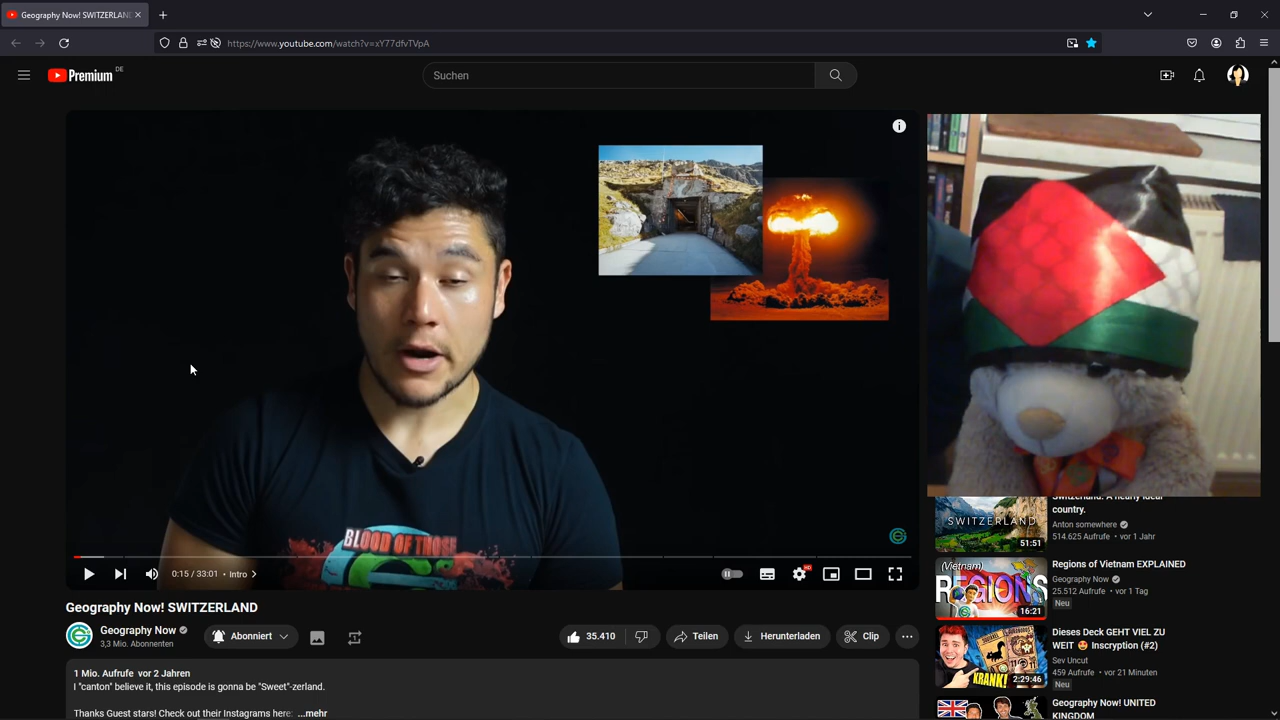 Geography Now! SWITZERLAND
https://www.youtube.com/watch?v=xY77dfvTVpA
Premium DE
Suchen
BLOOD OF THOSE
0:15 / 33:01 • Intro
HD
Geography Now! SWITZERLAND
Geography Now
3,3 Mio. Abonnenten
Abonniert
35.410
Teilen
Herunterladen
Clip
1 Mio. Aufrufe vor 2 Jahren
I "canton" believe it, this episode is gonna be "Sweet"-zerland.
Thanks Guest stars! Check out their Instagrams here: ...mehr
SWITZERLAND
51:51
Switzerland: A nearly ideal
country.
Anton somewhere
514.625 Aufrufe • vor 1 Jahr
(Vietnam)
REGIONS
16:21
Regions of Vietnam EXPLAINED
Geography Now
25.512 Aufrufe • vor 1 Tag
Neu
SQUIRREL
KRANK!
2:29:46
Dieses Deck GEHT VIEL ZU
WEIT 🤩 Inscryption (#2)
Sev Uncut
459 Aufrufe • vor 21 Minuten
Neu
Geography Now! UNITED
KINGDOM